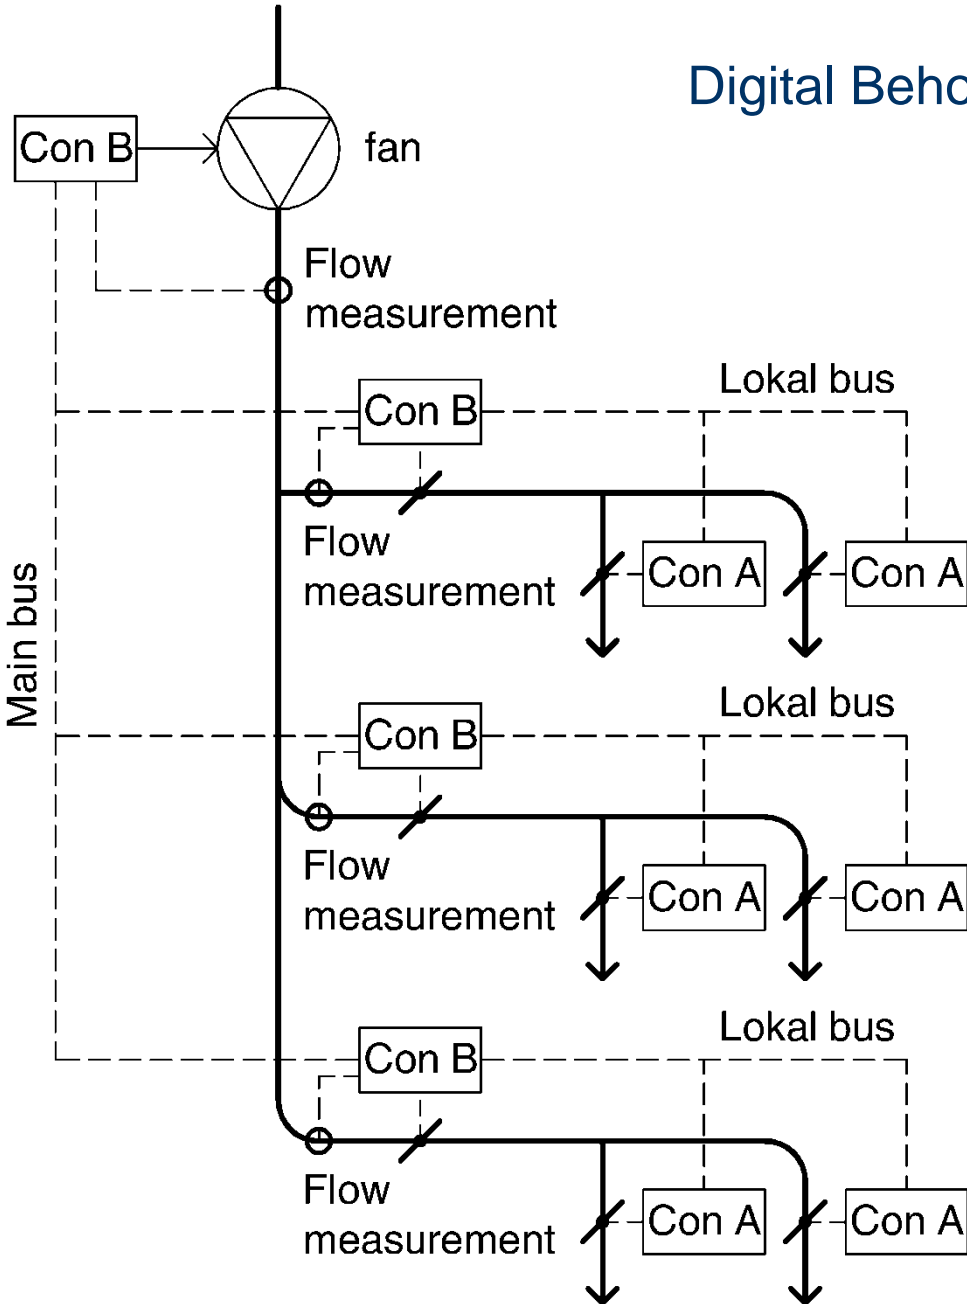 Digital Beho
Con B
fan
Flow
measurement
Lokal bus
Con B
Flow
measurement
Con A
Con A
Main bus
Lokal bus
Con B
Flow
measurement
Con A
Con A
Lokal bus
Con B
Flow
measurement
Con A
Con A